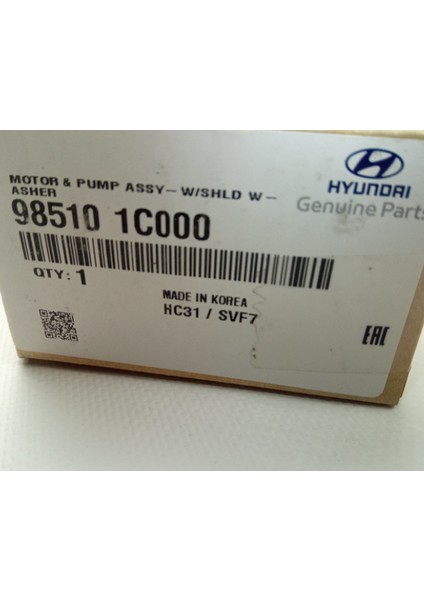 MOTOR & PUMP ASSY-W/SHLD W-
ASHER
98510 1C000
QTY: 1
MADE IN KOREA
HC31 / SVF7
HYUNDAI
Genuine Parts
EAC